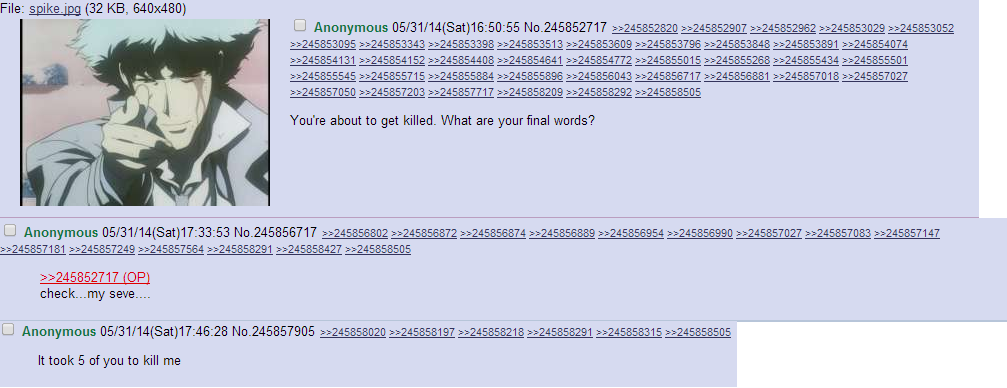 File: spike.jpg (32 KB, 640x480)
Anonymous 05/31/14(Sat)16:50:55 No.245852717 >>245852820 >>245852907 >>245852962 >>245853029 >>245853052
>>245853095 >>245853343 >>245853398 >>245853513 >>245853609 >>245853796 >>245853848 >>245853891 >>245854074
>>245854131 >>245854152 >>245854408 >>245854641 >>245854772 >>245855015 >>245855268 >>245855434 >>245855501
>>245855545 >>245855715 >>245855884 >>245855896 >>245856043 >>245856717 >>245856881 >>245857018 >>245857027
>>245857050 >>245857203 >>245857717 >>245858209 >>245858292 >>245858505
You're about to get killed. What are your final words?
Anonymous 05/31/14(Sat)17:33:53 No.245856717 >>245856802 >>245856872 >>245856874 >>245856889 >>245856954 >>245856990 >>245857027 >>245857083 >>245857147
>>245857181 >>245857249 >>245857564 >>245858291 >>245858427 >>245858505
>>245852717 (OP)
check...my seve....
Anonymous 05/31/14(Sat)17:46:28 No.245857905 >>245858020 >>245858197 >>245858218 >>245858291 >>245858315 >>245858505
It took 5 of you to kill me